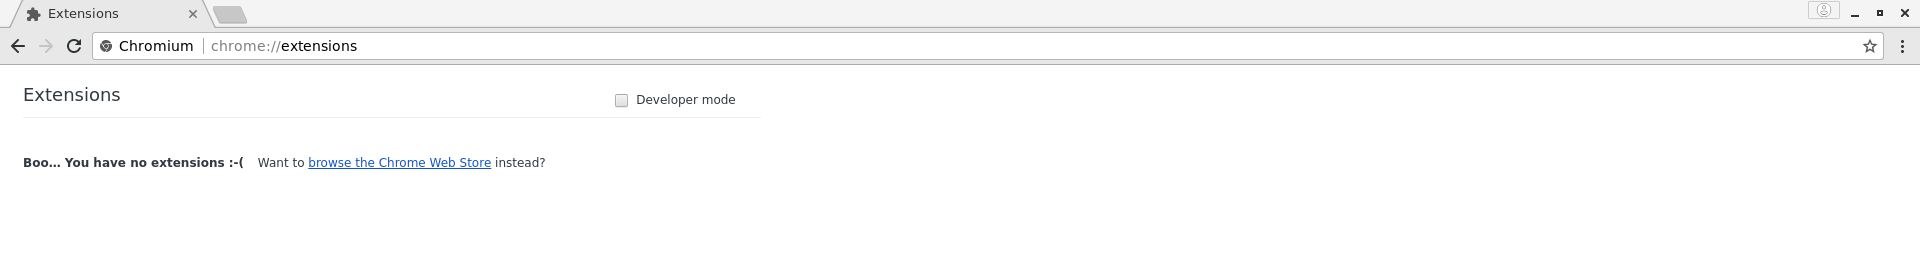 Extensions
Chromium chrome://extensions
Extensions
Developer mode
Boo... You have no extensions :-( Want to browse the Chrome Web Store instead?